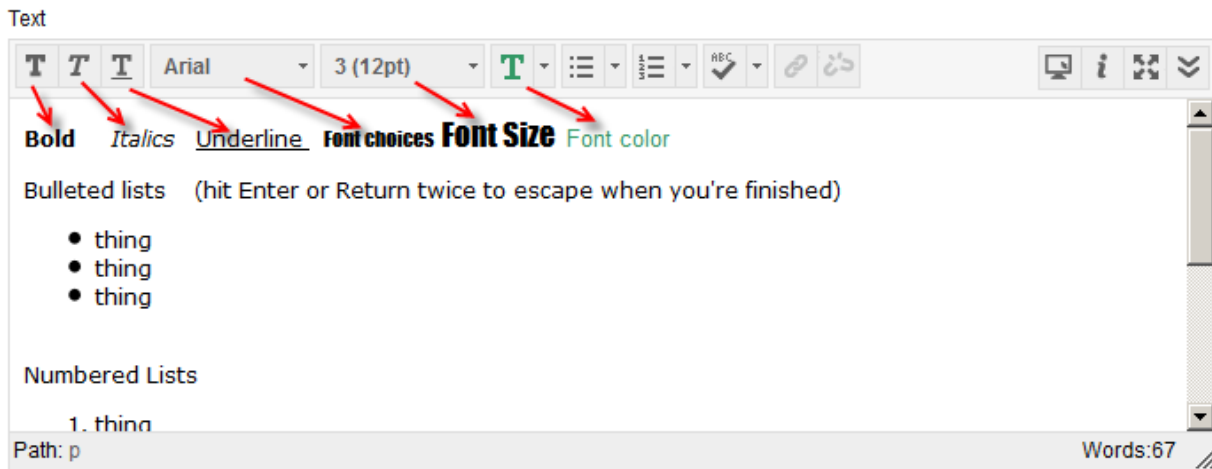 Text
T T T Arial 3 (12pt) T ABC i
Bold Italics Underline Font choices Font Size Font color
Bulleted lists (hit Enter or Return twice to escape when you're finished)
• thing
• thing
• thing
Numbered Lists
1. thing
Path: p Words:67